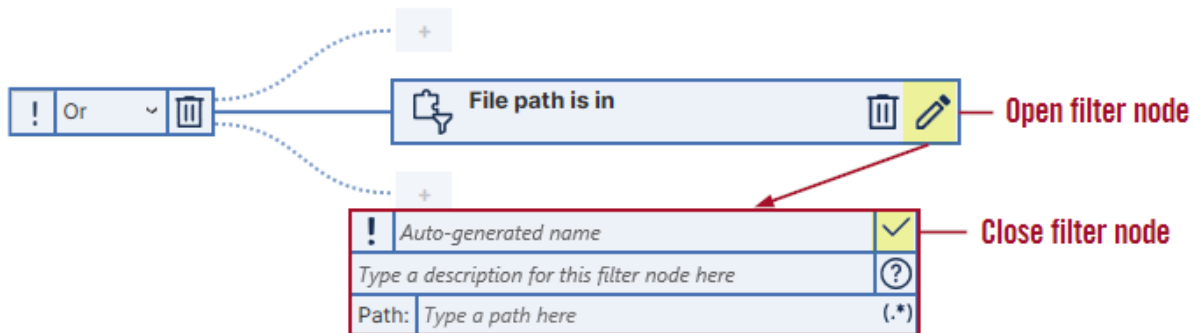 +
! Or
File path is in
Open filter node
+
! Auto-generated name
Close filter node
Type a description for this filter node here ?
Path: Type a path here (.*)